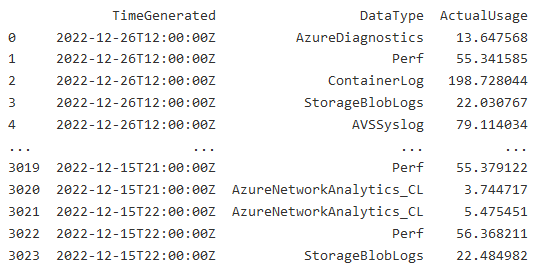 TimeGenerated DataType ActualUsage
0 2022-12-26T12:00:00Z AzureDiagnostics 13.647568
1 2022-12-26T12:00:00Z Perf 55.341585
2 2022-12-26T12:00:00Z ContainerLog 198.728044
3 2022-12-26T12:00:00Z StorageBlobLogs 22.030767
4 2022-12-26T12:00:00Z AVSSyslog 79.114034
... ... ... ...
3019 2022-12-15T21:00:00Z Perf 55.379122
3020 2022-12-15T21:00:00Z AzureNetworkAnalytics_CL 3.744717
3021 2022-12-15T22:00:00Z AzureNetworkAnalytics_CL 5.475451
3022 2022-12-15T22:00:00Z Perf 56.368211
3023 2022-12-15T22:00:00Z StorageBlobLogs 22.484982